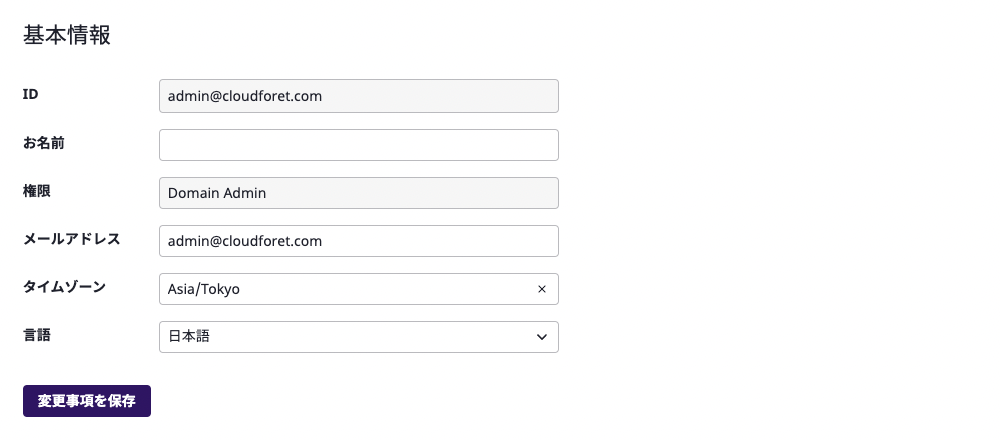 基本情報
ID
admin@cloudforet.com
お名前
権限
Domain Admin
メールアドレス
admin@cloudforet.com
タイムゾーン
Asia/Tokyo
言語
日本語
変更事項を保存